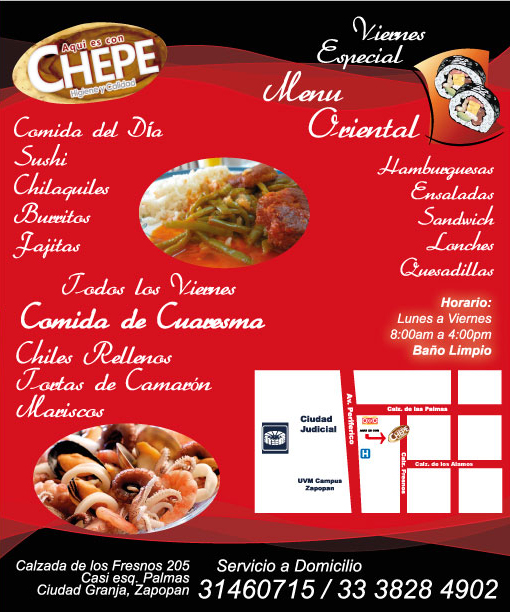 Aqui es con
CHEPE
Higiene y Calidad
Viernes
Especial
Menu
Oriental
Comida del Día
Sushi
Chilaquiles
Burritos
Fajitas
Hamburguesas
Ensaladas
Sandwich
Lonches
Quesadillas
Todos los Viernes
Comida de Cuaresma
Chiles Rellenos
Tortas de Camarón
Mariscos
Horario:
Lunes a Viernes
8:00am a 4:00pm
Baño Limpio
Ciudad
Judicial
Av. Periferico
Calz. de las Palmas
CHEPE
H
Calz. Fresnos
Calz. de los Alamos
UVM Campus
Zapopan
Calzada de los Fresnos 205
Casi esq. Palmas
Ciudad Granja, Zapopan
Servicio a Domicilio
31460715 / 33 3828 4902